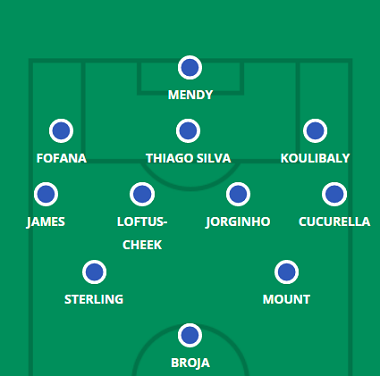 MENDY
FOFANA THIAGO SILVA KOULIBALY
JAMES LOFTUS- JORGINHO CUCURELLA
CHEEK
STERLING MOUNT
BROJA